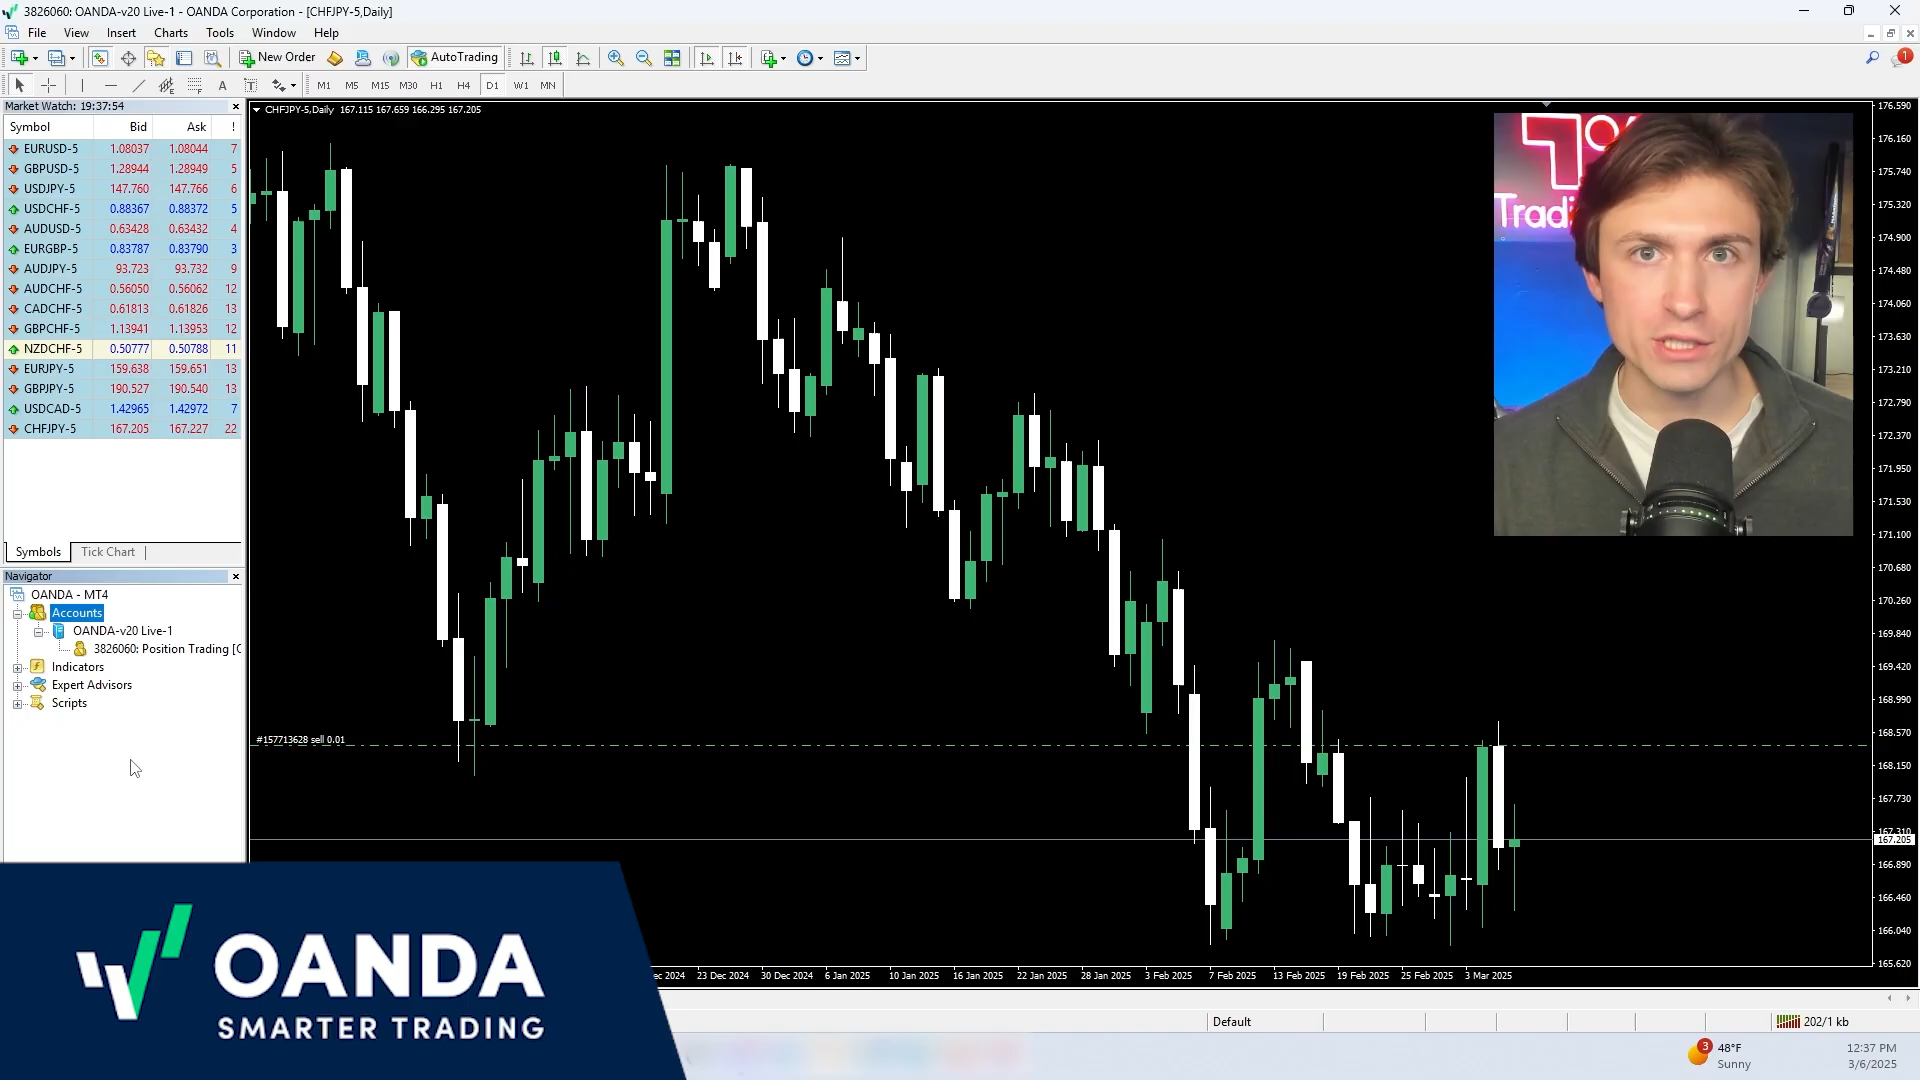 3826060: OANDA-v20 Live-1 - OANDA Corporation - [CHFJPY-5,Daily]
File View Insert Charts Tools Window Help
New Order AutoTrading
1
A T M1 M5 M15 M30 H1 H4 D1 W1 MN
Market Watch: 19:37:54
Symbol Bid Ask !
EURUSD-5 1.08037 1.08044 7
GBPUSD-5 1.28944 1.28949 5
USDJPY-5 147.760 147.766 6
USDCHF-5 0.88367 0.88372 5
AUDUSD-5 0.63428 0.63432 4
EURGBP-5 0.83787 0.83790 3
AUDJPY-5 93.723 93.732 9
AUDCHF-5 0.56050 0.56062 12
CADCHF-5 0.61813 0.61826 13
GBPCHF-5 1.13941 1.13953 12
NZDCHF-5 0.50777 0.50788 11
EURJPY-5 159.638 159.651 13
GBPJPY-5 190.527 190.540 13
USDCAD-5 1.42965 1.42972 7
CHFJPY-5 167.205 167.227 22
Symbols Tick Chart
Navigator
OANDA - MT4
Accounts
OANDA-v20 Live-1
3826060: Position Trading [
Indicators
Expert Advisors
Scripts
CHFJPY-5,Daily 167.115 167.659 166.295 167.205
#157713628 sell 0.01
176.590
176.160
175.740
175.320
174.900
174.480
174.060
173.630
173.210
172.790
172.370
171.950
171.530
171.100
170.680
170.260
169.840
169.420
168.990
168.570
168.150
167.730
167.310
167.205
166.890
166.460
166.040
165.620
ec 2024 23 Dec 2024 30 Dec 2024 6 Jan 2025 10 Jan 2025 16 Jan 2025 22 Jan 2025 28 Jan 2025 3 Feb 2025 7 Feb 2025 13 Feb 2025 19 Feb 2025 25 Feb 2025 3 Mar 2025
OANDA
SMARTER TRADING
Default
202/1 kb
3
48°F
Sunny
12:37 PM
3/6/2025